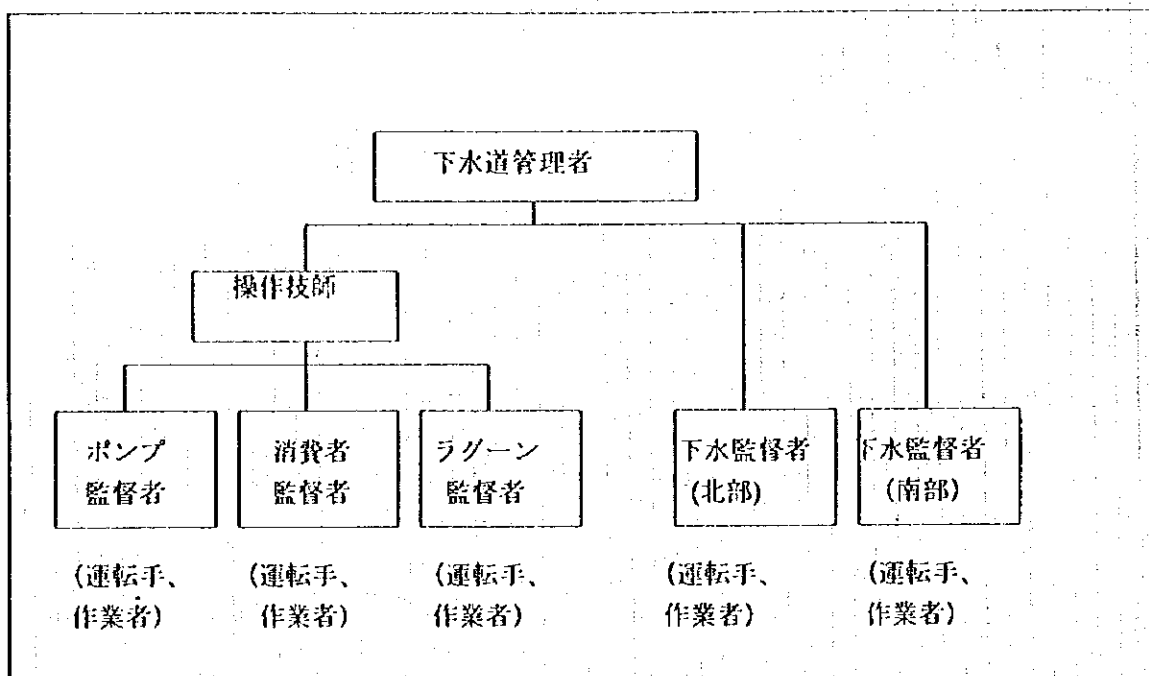 下水道管理者
操作技師
ポンプ
監督者
消費者
監督者
ラグーン
監督者
下水監督者
(北部)
下水監督者
(南部)
(運転手、
作業者)
(運転手、
作業者)
(運転手、
作業者)
(運転手、
作業者)
(運転手、
作業者)